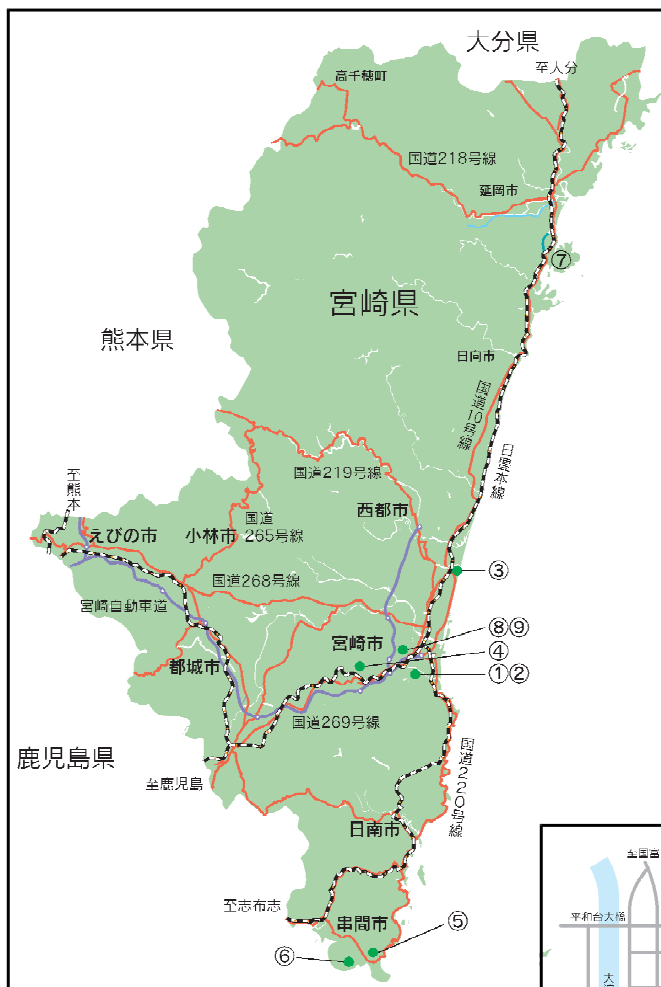 大分県
至大分
高千穂町
国道218号線
延岡市
⑦
宮崎県
熊本県
日向市
国道10号線
日豊本線
至熊本
国道219号線
西都市
えびの市
小林市
国道
265号線
③
国道268号線
宮崎自動車道
宮崎市
⑧⑨
④
都城市
①②
国道269号線
鹿児島県
国道220号線
至鹿児島
日南市
至国富
至志布志
平和台大橋
串間市
⑤
⑥